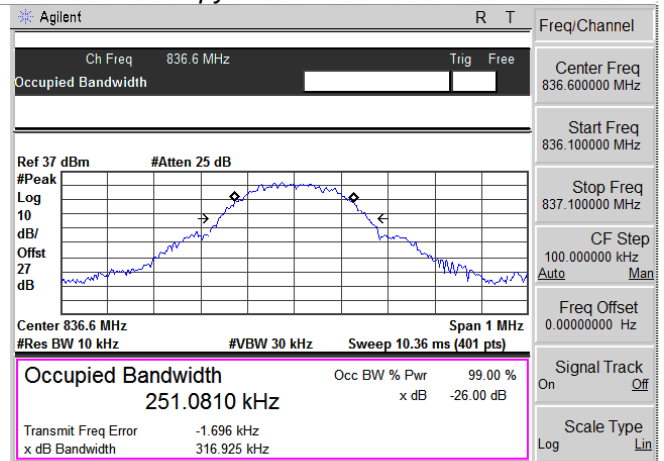 Agilent R T
Freq/Channel
Ch Freq 836.6 MHz Trig Free
Occupied Bandwidth
Center Freq
836.600000 MHz
Start Freq
836.100000 MHz
Ref 37 dBm #Atten 25 dB
#Peak
Log
10
dB/
Offst
27
dB
Stop Freq
837.100000 MHz
CF Step
100.000000 kHz
Auto Man
Freq Offset
0.00000000 Hz
Center 836.6 MHz Span 1 MHz
#Res BW 10 kHz #VBW 30 kHz Sweep 10.36 ms (401 pts)
Occupied Bandwidth Occ BW % Pwr 99.00 %
251.0810 kHz x dB -26.00 dB
Transmit Freq Error -1.696 kHz
x dB Bandwidth 316.925 kHz
Signal Track
On Off
Scale Type
Log Lin